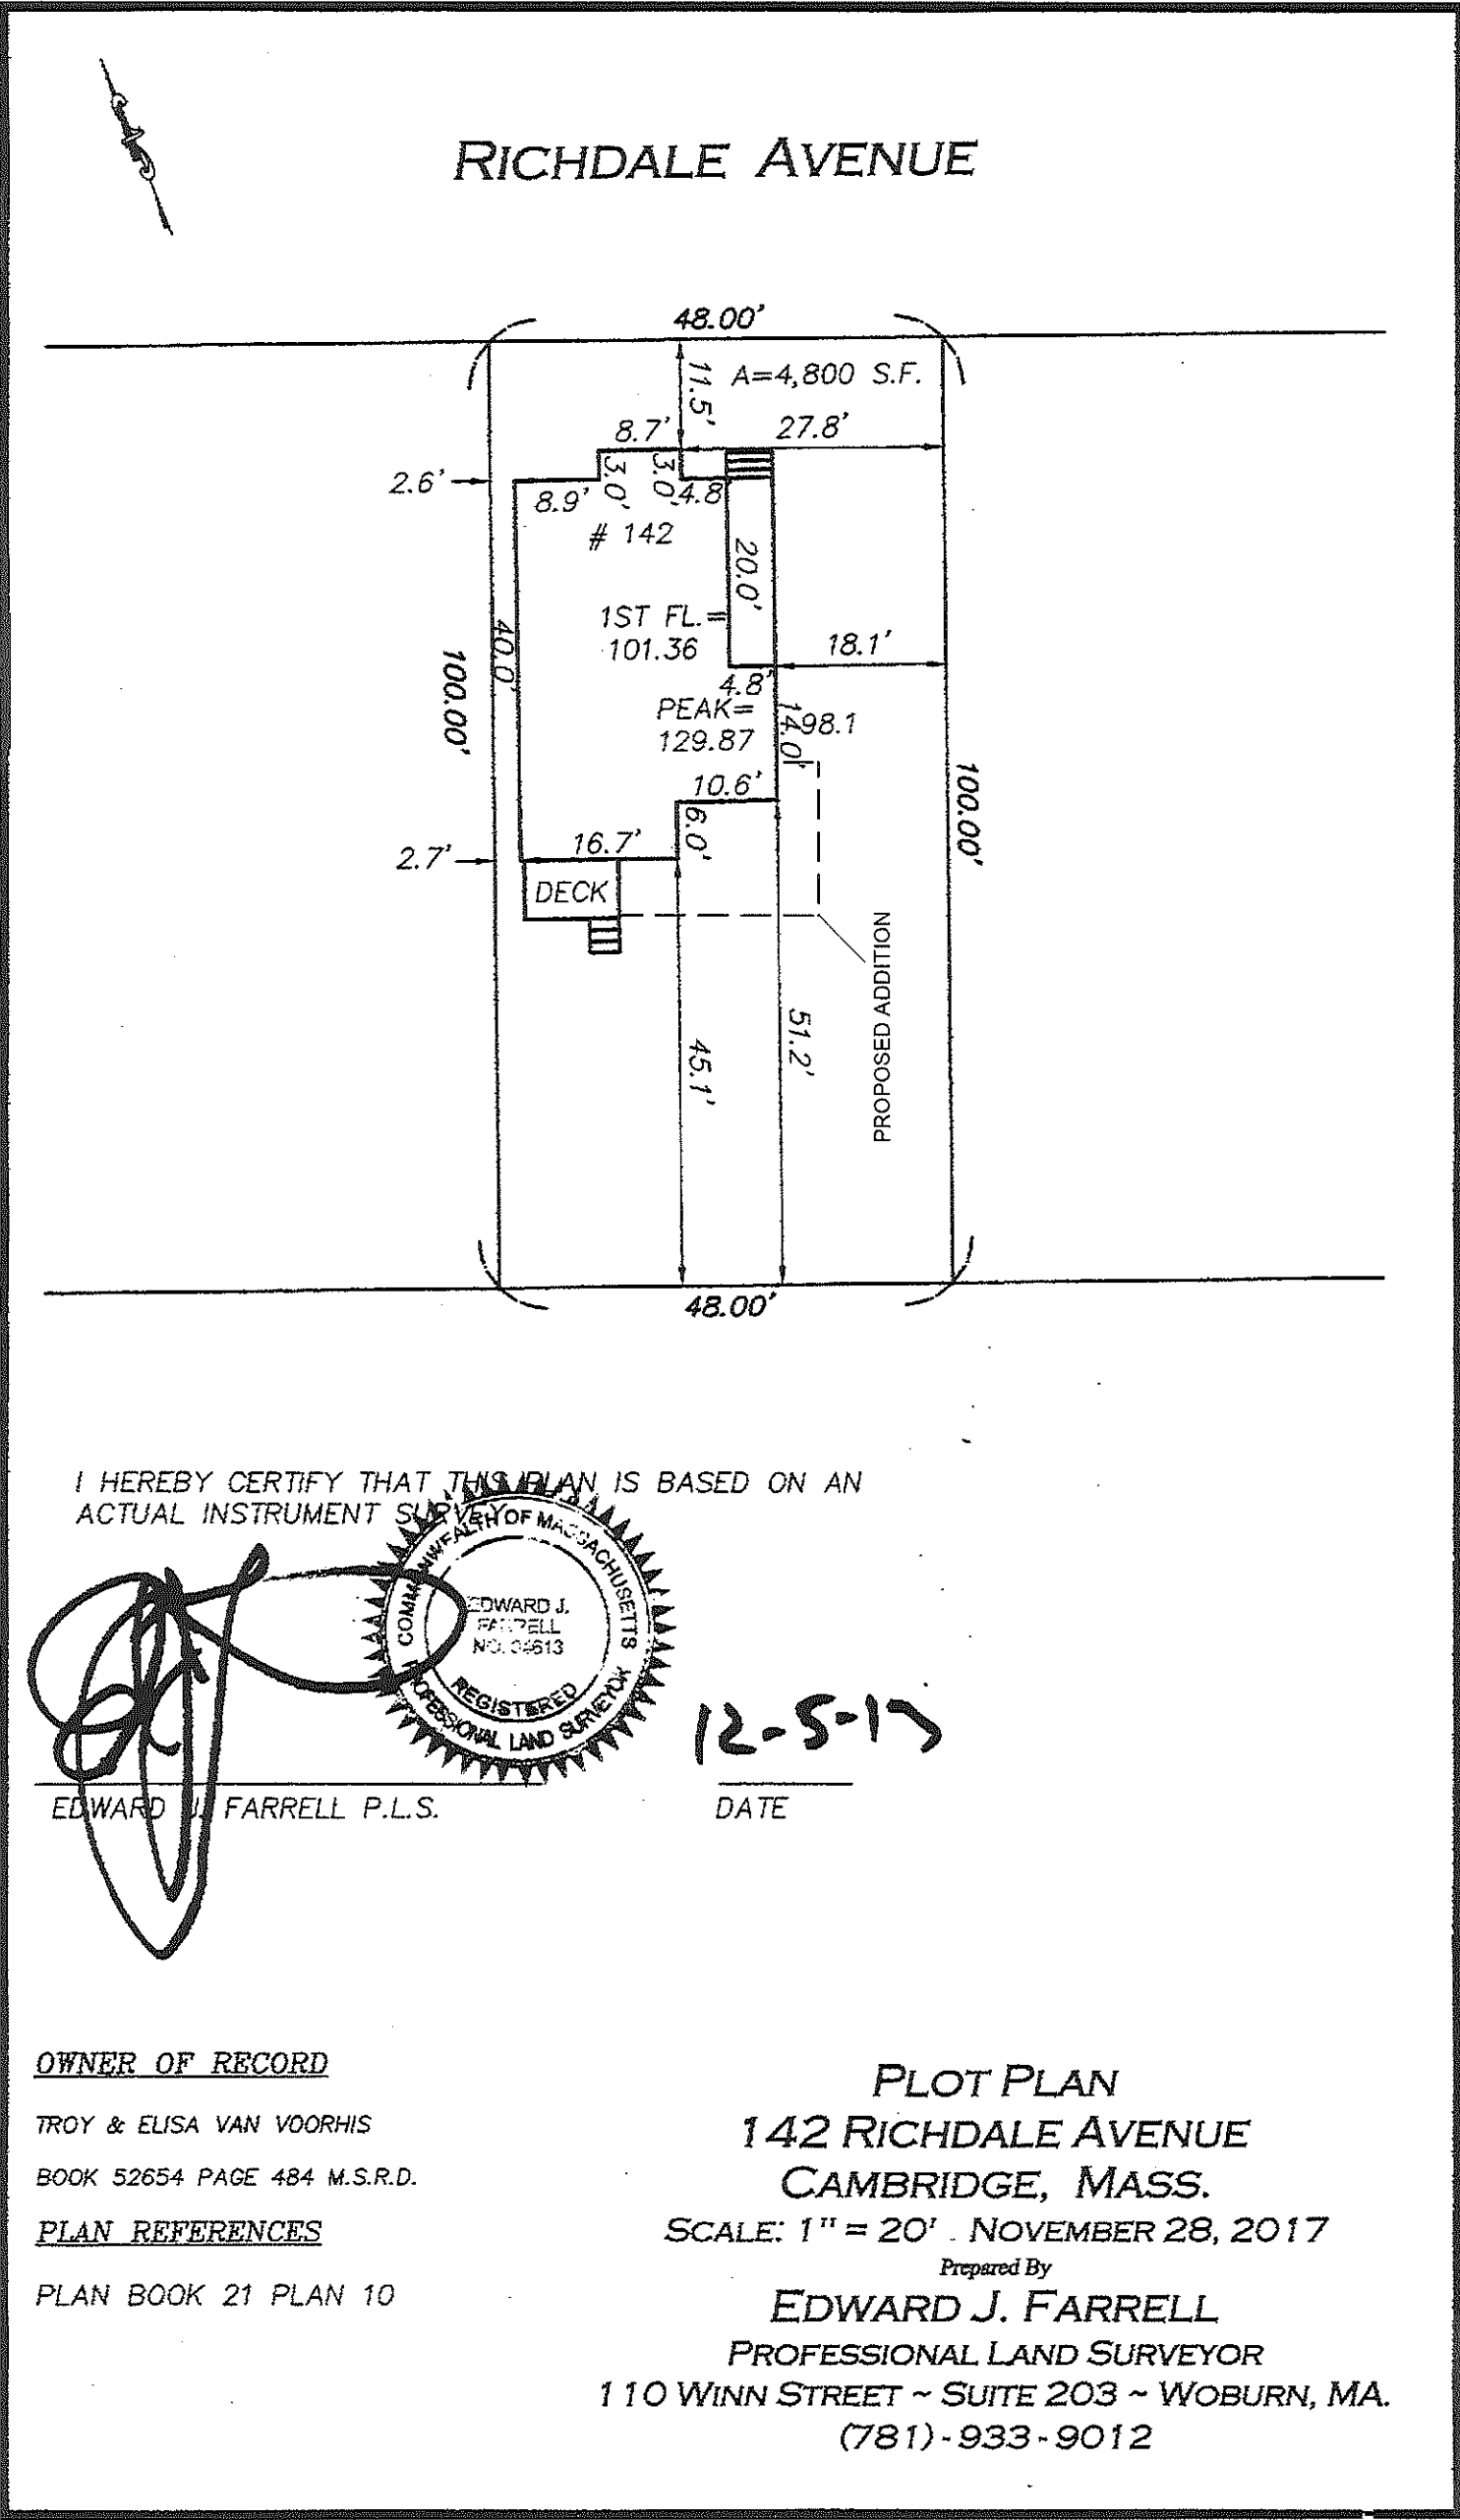 RICHDALE AVENUE
48.00'
11.5'
A=4,800 S.F.
8.7'
27.8'
2.6'
3.0'
3.0'
8.9'
4.8'
# 142
20.0'
1ST FL.=
101.36
40.0'
18.1'
100.00'
4.8'
PEAK=
129.87
14.0'
98.1
10.6'
100.00'
6.0'
16.7'
2.7'
DECK
PROPOSED ADDITION
51.2'
45.1'
48.00'
I HEREBY CERTIFY THAT THIS PLAN IS BASED ON AN
ACTUAL INSTRUMENT SURVEY
COMMONWEALTH OF MASSACHUSETTS
EDWARD J.
FARRELL
REGISTERED
PROFESSIONAL LAND SURVEYOR
EDWARD J. FARRELL P.L.S.
DATE
OWNER OF RECORD
TROY & ELISA VAN VOORHIS
BOOK 52654 PAGE 484 M.S.R.D.
PLAN REFERENCES
PLAN BOOK 21 PLAN 10
PLOT PLAN
142 RICHDALE AVENUE
CAMBRIDGE, MASS.
SCALE: 1" = 20' . NOVEMBER 28, 2017
Prepared By
EDWARD J. FARRELL
PROFESSIONAL LAND SURVEYOR
110 WINN STREET ~ SUITE 203 ~ WOBURN, MA.
(781)-933-9012